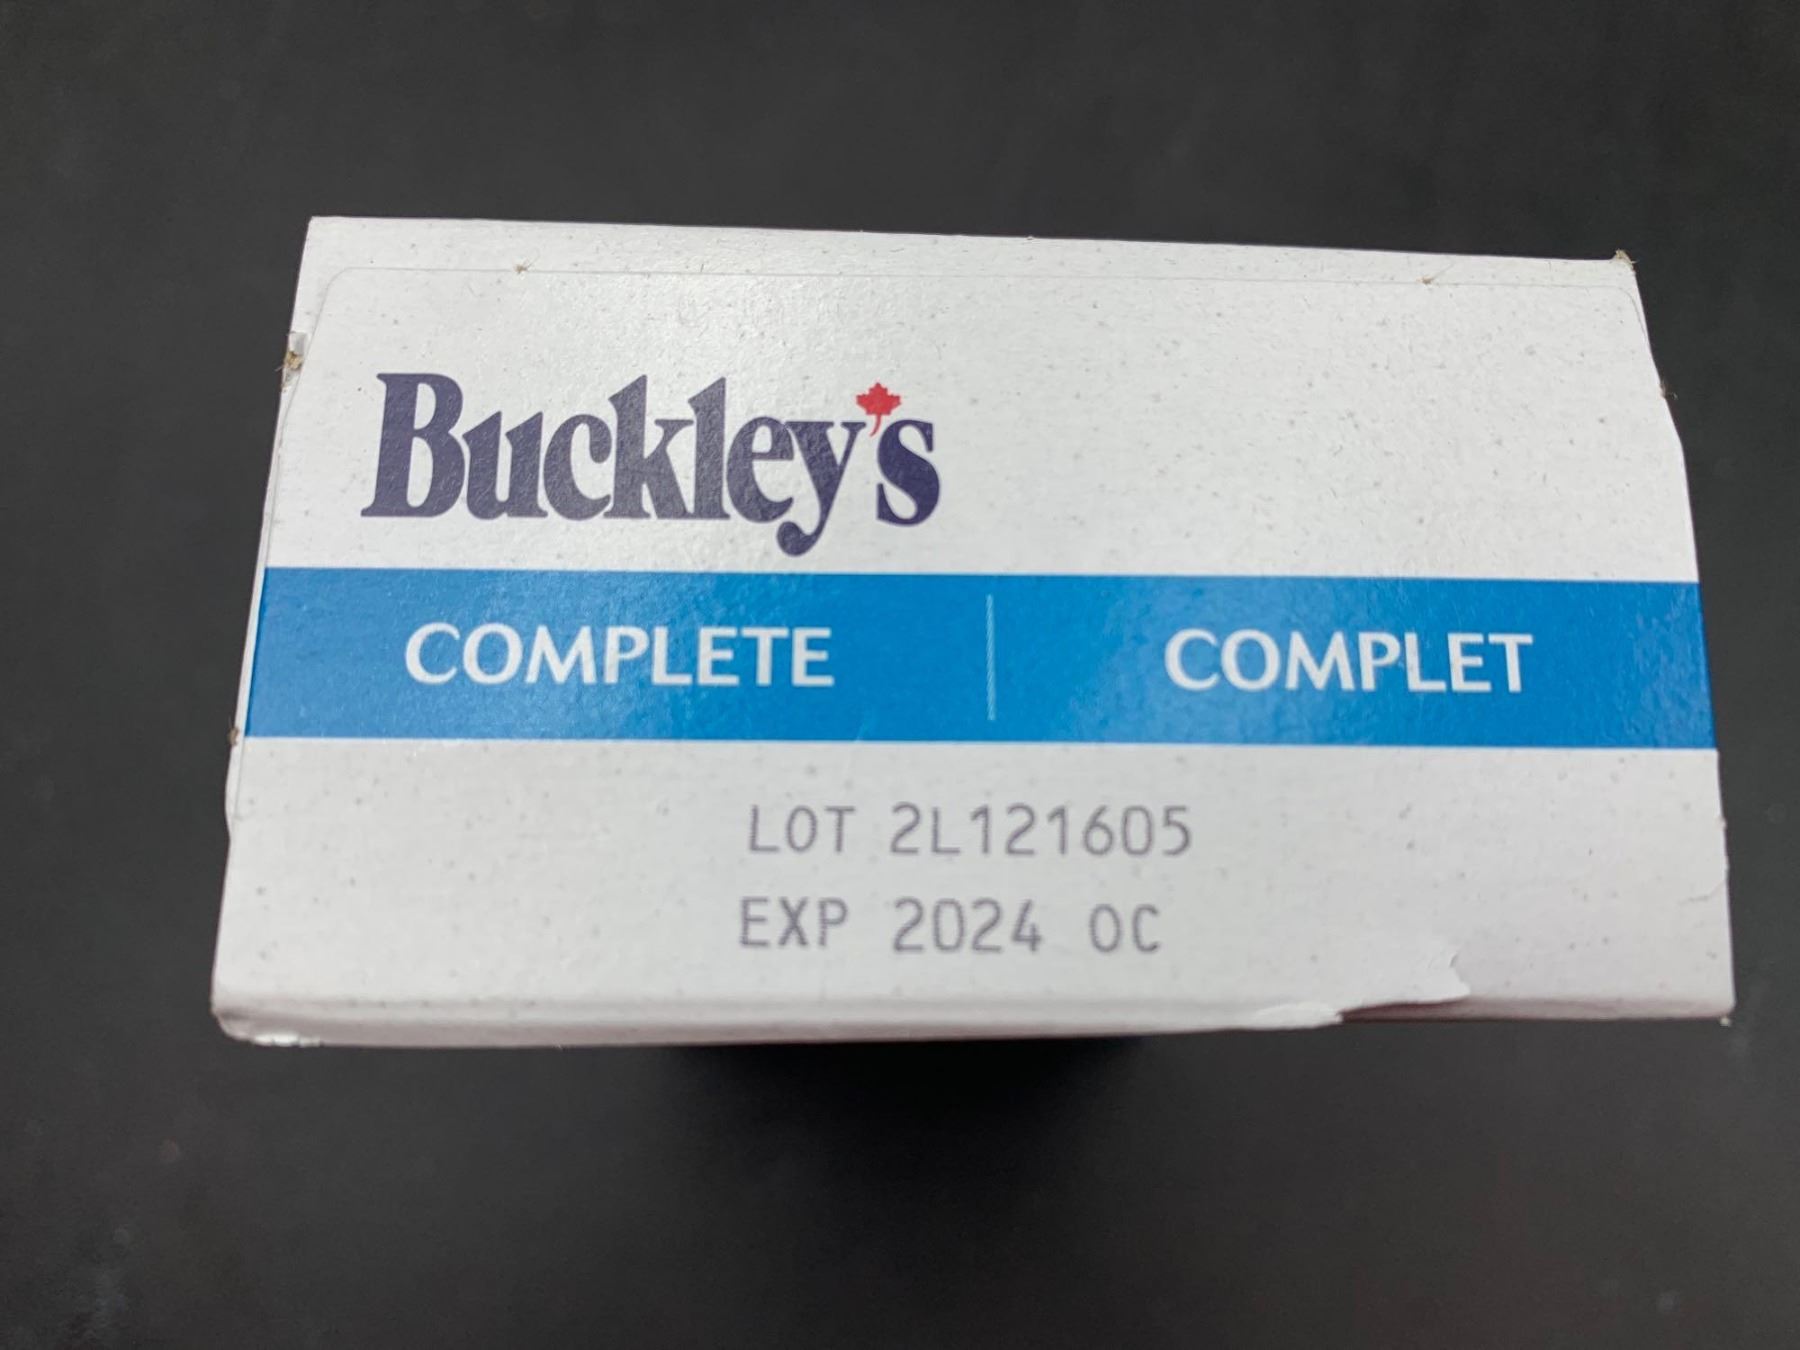 Buckley's
COMPLETE COMPLET
LOT 2L121605
EXP 2024 OC